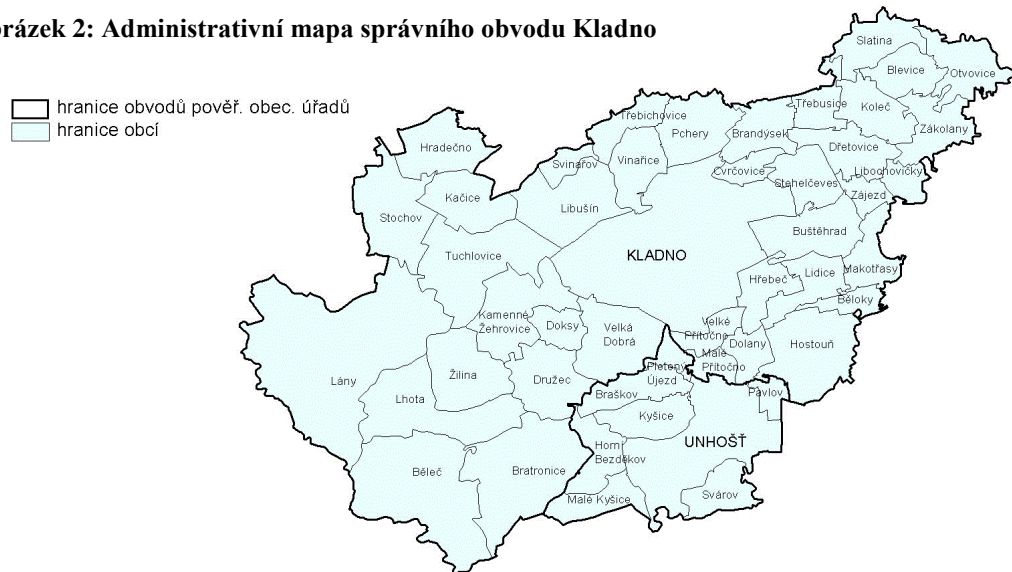 brázek 2: Administrativní mapa správního obvodu Kladno
hranice obvodů pověř. obec. úřadů
hranice obcí
Slatina
Blevice
Otvovice
Třebusice
Koleč
Třebichovice
Pchery
Brandýsek
Zákolany
Hradečno
Dřetovice
Vinařice
Svinařov
Cvrčovice
Libochovičky
Stehelčeves
Kačice
Zájezd
Libušín
Stochov
Buštěhrad
Tuchlovice
KLADNO
Hřebeč
Lidice
Makotřasy
Běloky
Kamenné
Žehrovice
Doksy
Velká
Dobrá
Velké
Přítočno
Dolany
Hostouň
Malé
Přítočno
Lány
Žilina
Družec
Pletený
Újezd
Lhota
Braškov
Pavlov
Kyšice
UNHOŠŤ
Horní
Bezděkov
Běleč
Bratronice
Malé Kyšice
Svárov